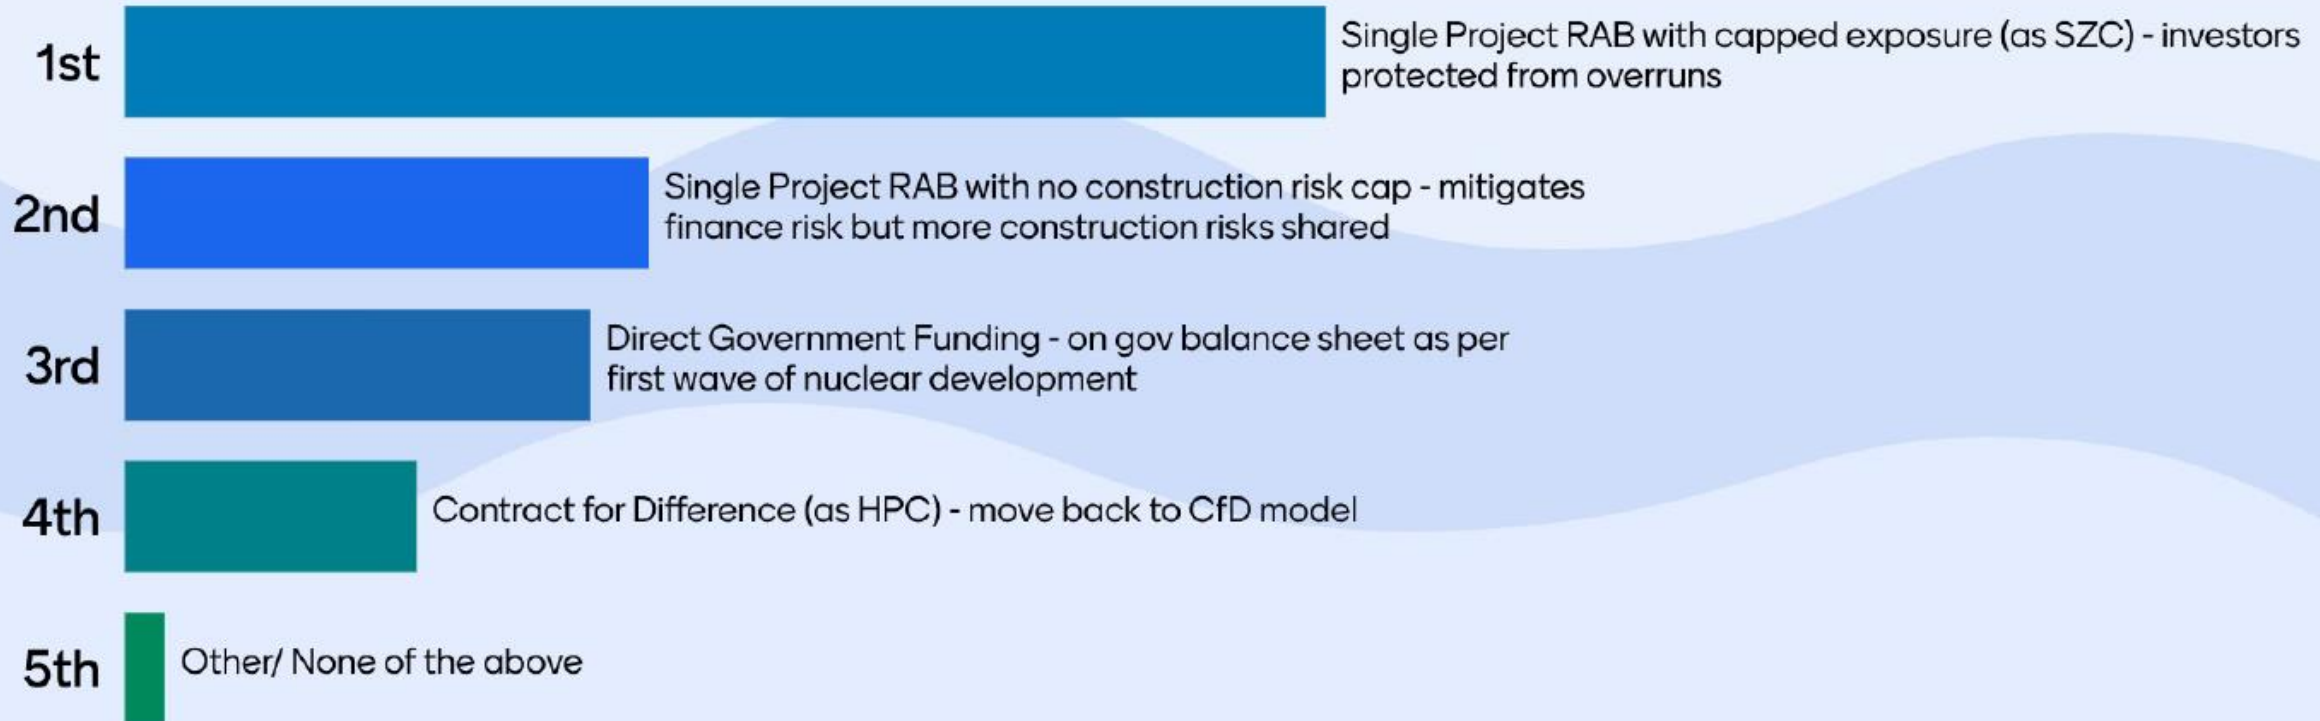 1st
Single Project RAB with capped exposure (as SZC) - investors
protected from overruns
2nd
Single Project RAB with no construction risk cap - mitigates
finance risk but more construction risks shared
3rd
Direct Government Funding - on gov balance sheet as per
first wave of nuclear development
4th
Contract for Difference (as HPC) - move back to CfD model
5th
Other/ None of the above